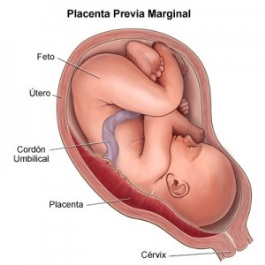 Placenta Previa Marginal
Feto
Útero
Cordón
Umbilical
Placenta
Cérvix